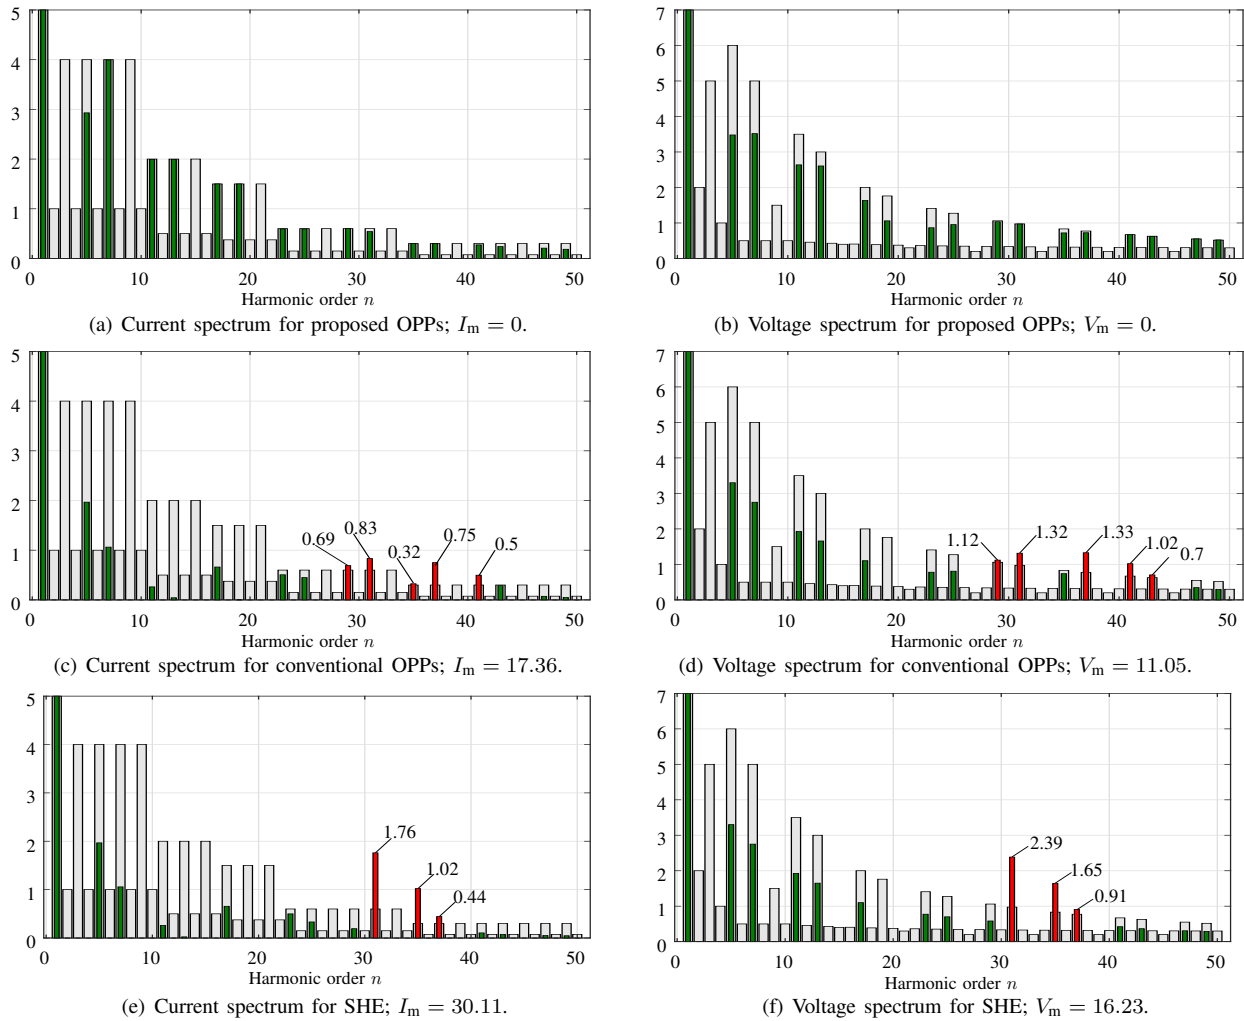 5
4
3
2
1
0
0 10 20 30 40 50
Harmonic order n
(a) Current spectrum for proposed OPPs; Im = 0.
7
6
5
4
3
2
1
0
0 10 20 30 40 50
Harmonic order n
(b) Voltage spectrum for proposed OPPs; Vm = 0.
5
4
3
2
1
0
0.69 0.83 0.32 0.75 0.5
0 10 20 30 40 50
Harmonic order n
(c) Current spectrum for conventional OPPs; Im = 17.36.
7
6
5
4
3
2
1
0
1.12 1.32 1.33 1.02 0.7
0 10 20 30 40 50
Harmonic order n
(d) Voltage spectrum for conventional OPPs; Vm = 11.05.
5
4
3
2
1
0
1.76
1.02
0.44
0 10 20 30 40 50
Harmonic order n
(e) Current spectrum for SHE; Im = 30.11.
7
6
5
4
3
2
1
0
2.39
1.65
0.91
0 10 20 30 40 50
Harmonic order n
(f) Voltage spectrum for SHE; Vm = 16.23.